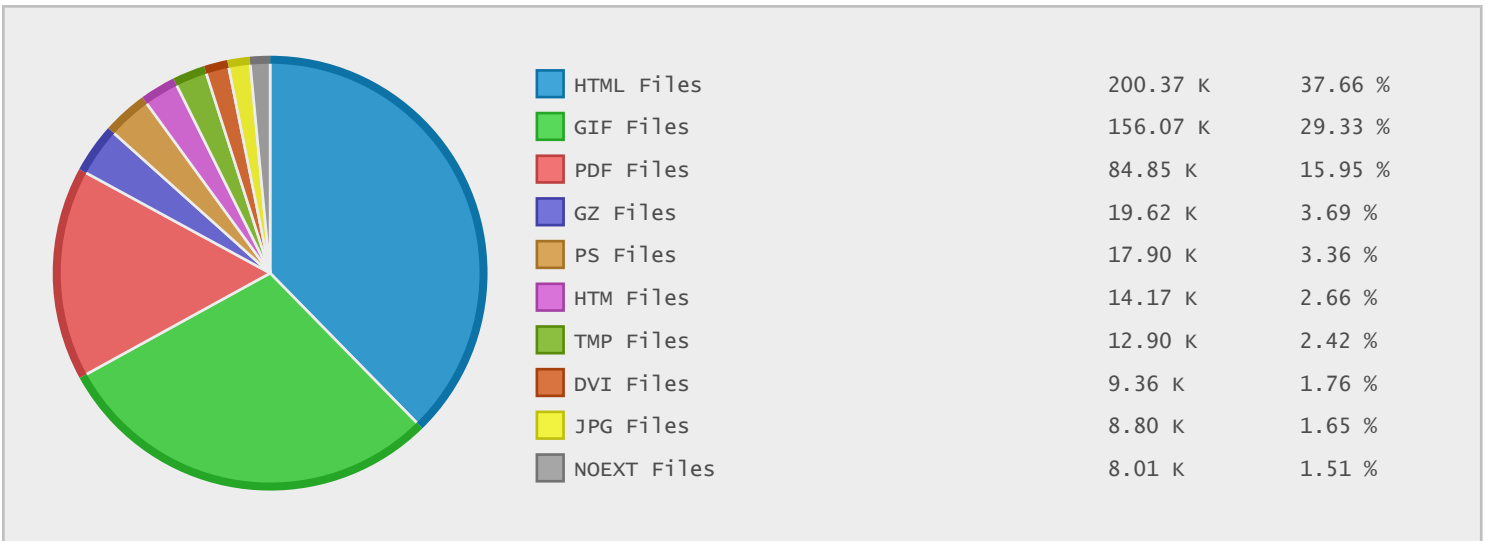 HTML Files 200.37 K 37.66 %
GIF Files 156.07 K 29.33 %
PDF Files 84.85 K 15.95 %
GZ Files 19.62 K 3.69 %
PS Files 17.90 K 3.36 %
HTM Files 14.17 K 2.66 %
TMP Files 12.90 K 2.42 %
DVI Files 9.36 K 1.76 %
JPG Files 8.80 K 1.65 %
NOEXT Files 8.01 K 1.51 %